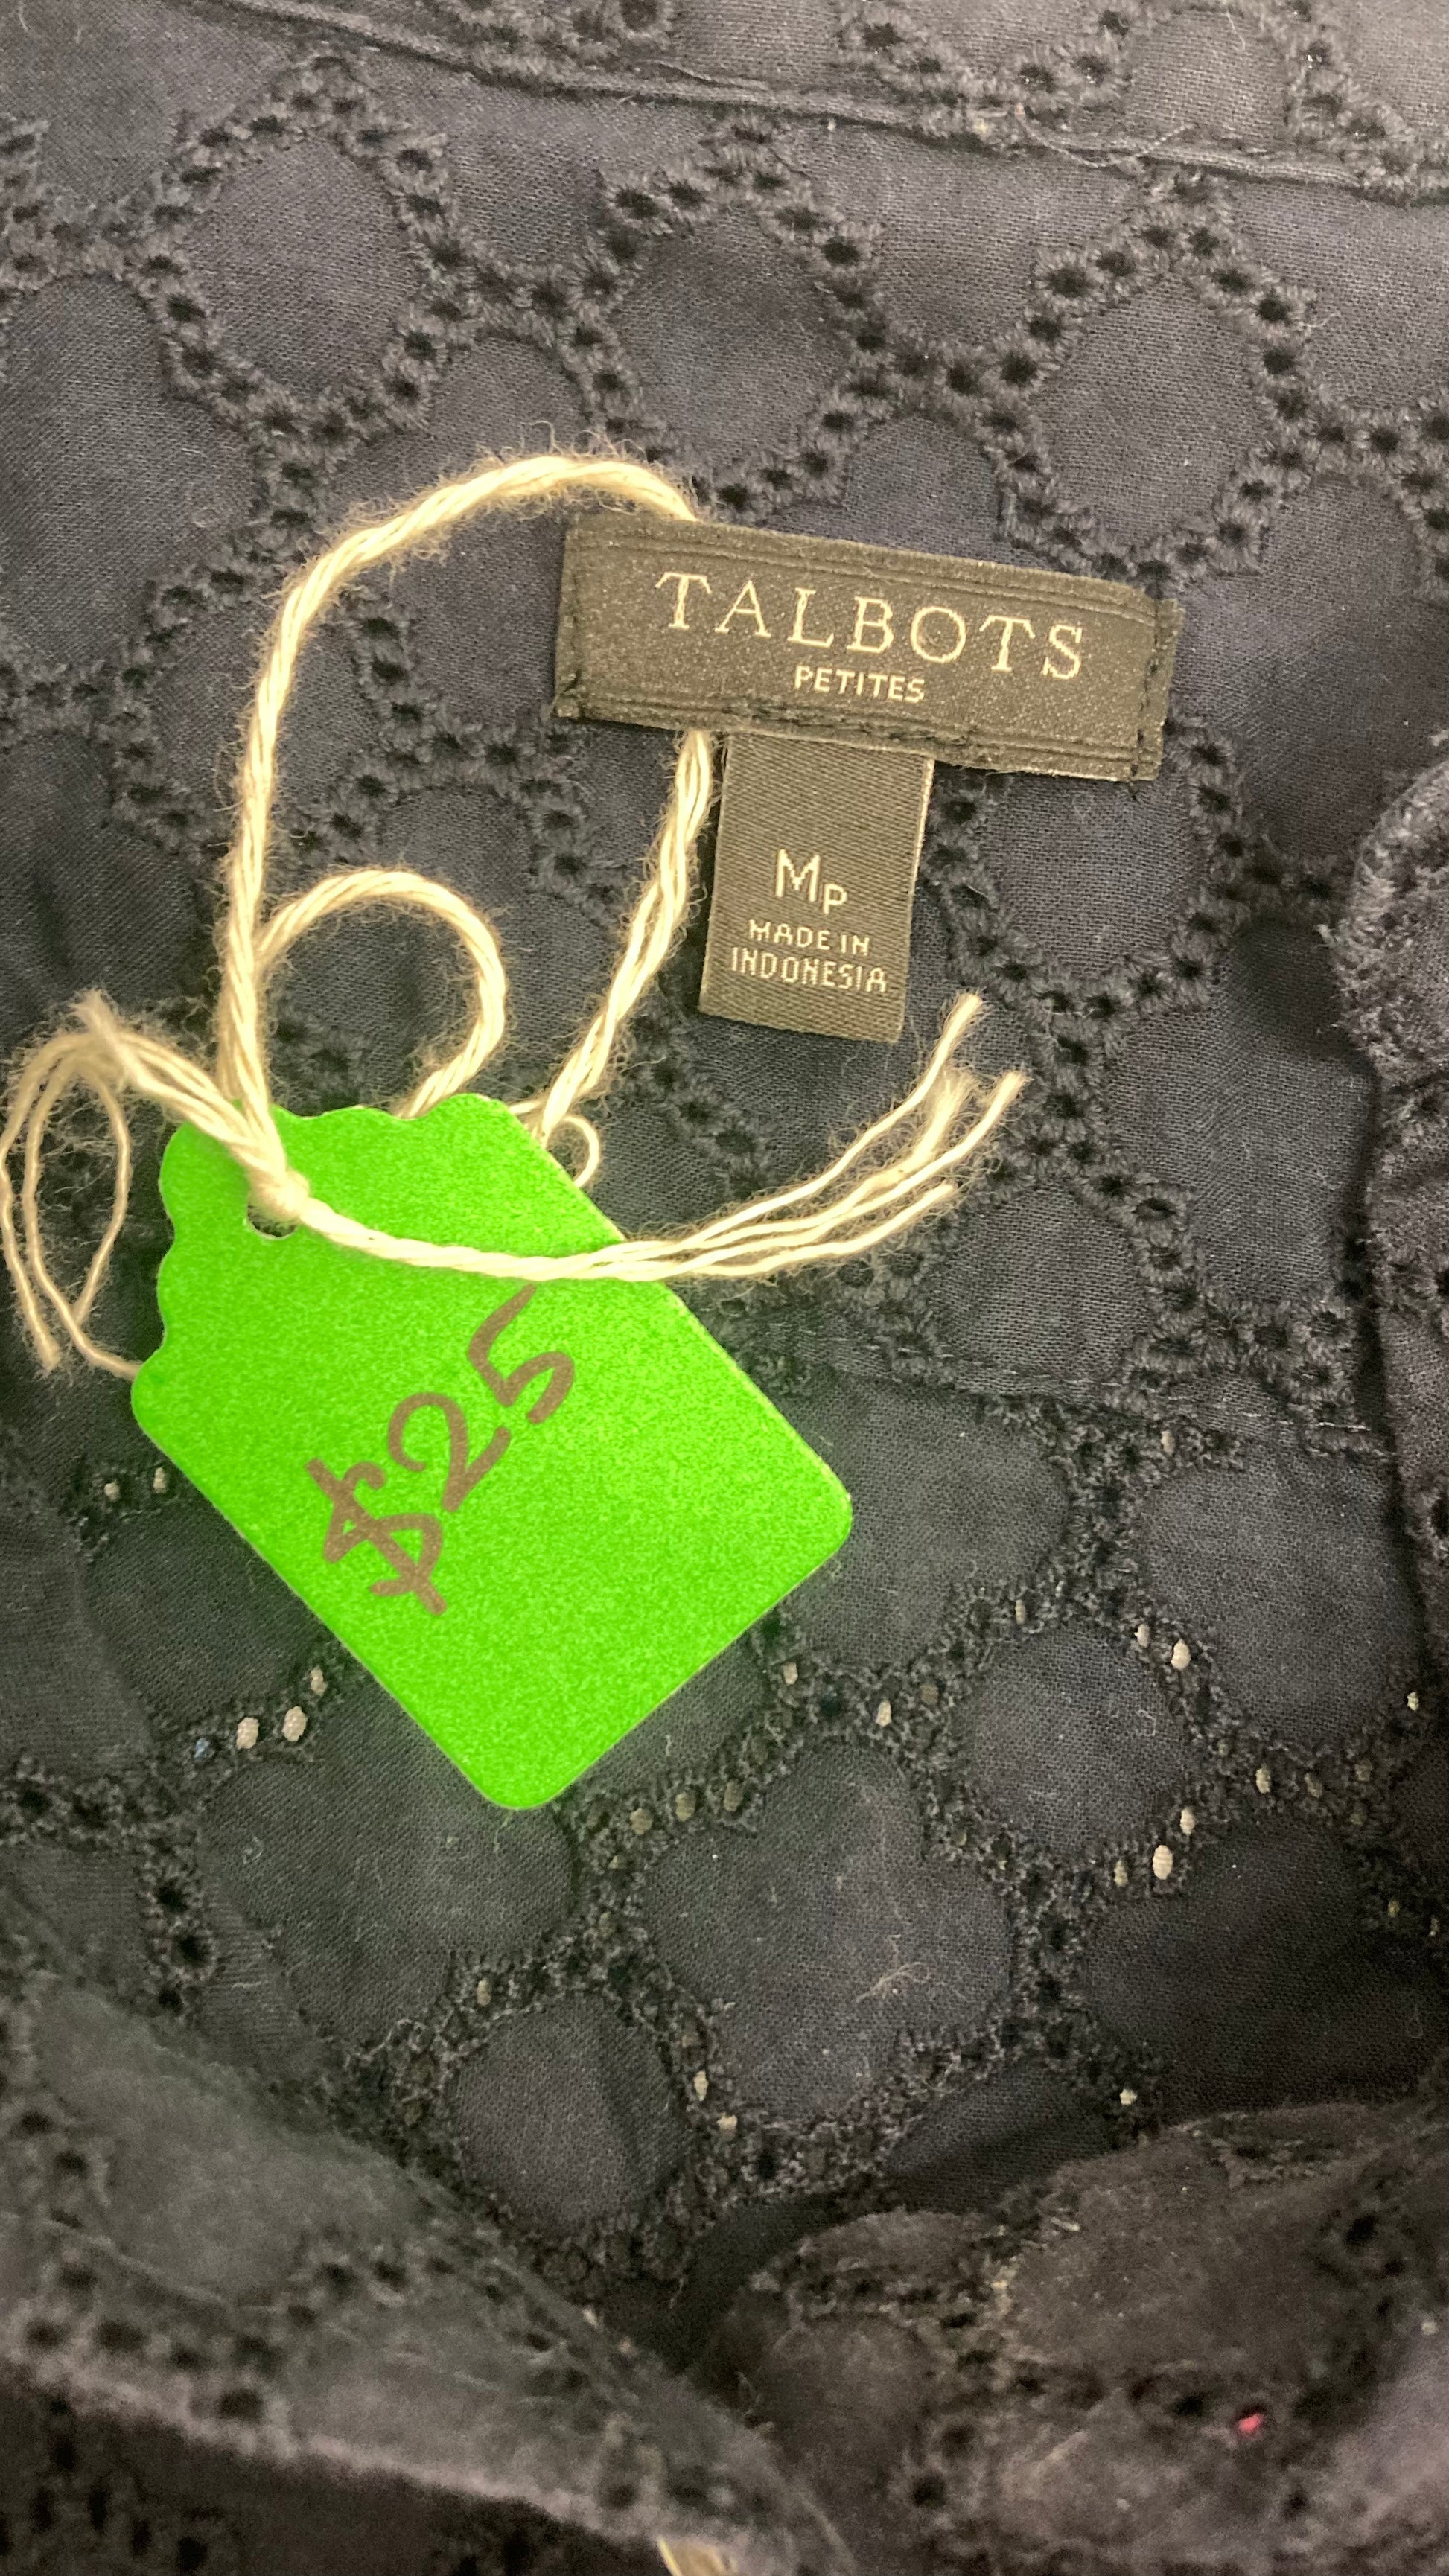 TALBOTS
PETITES
MP
MADE IN
INDONESIA
$25